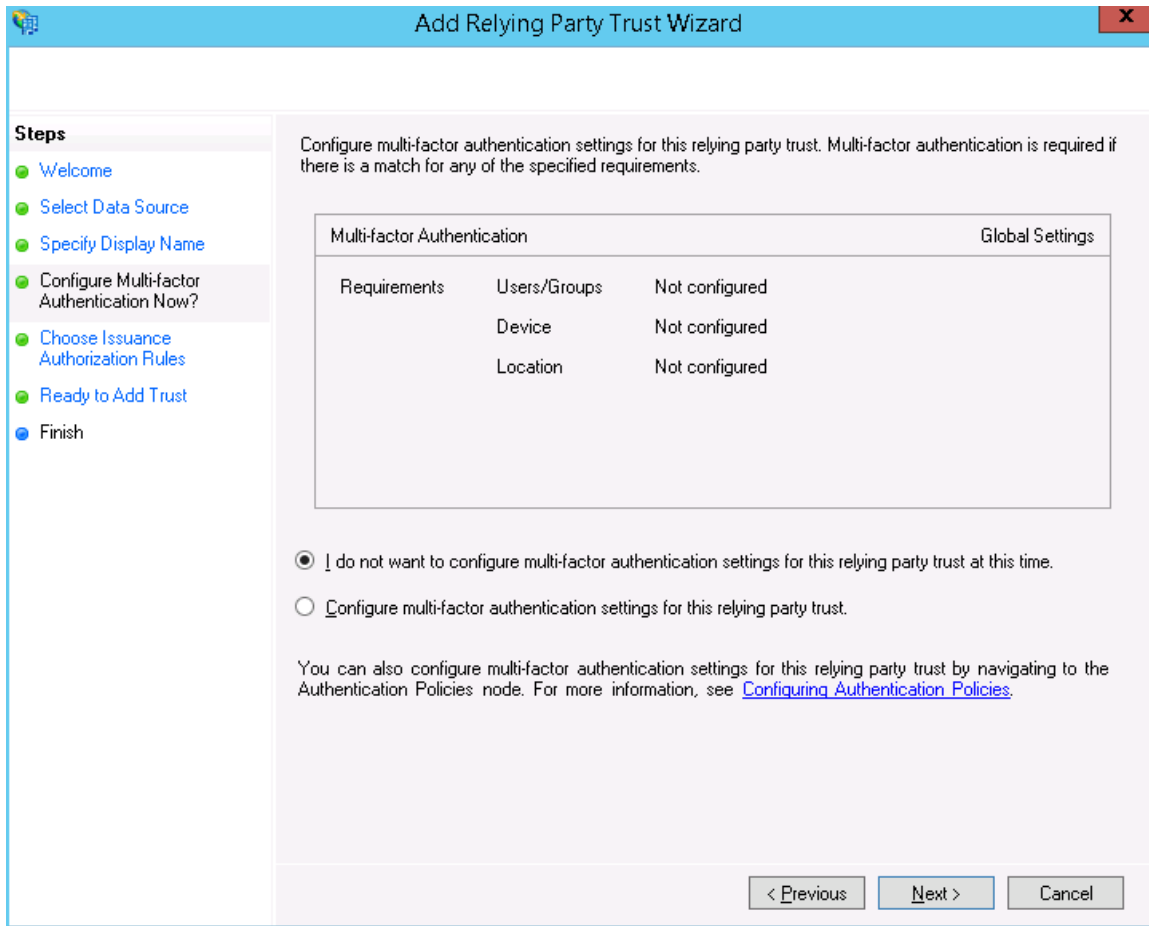 Add Relying Party Trust Wizard
X
Steps
Welcome
Select Data Source
Specify Display Name
Configure Multi-factor
Authentication Now?
Choose Issuance
Authorization Rules
Ready to Add Trust
Finish
Configure multi-factor authentication settings for this relying party trust. Multi-factor authentication is required if
there is a match for any of the specified requirements.
Multi-factor Authentication Global Settings
Requirements Users/Groups Not configured
Device Not configured
Location Not configured
I do not want to configure multi-factor authentication settings for this relying party trust at this time.
Configure multi-factor authentication settings for this relying party trust.
You can also configure multi-factor authentication settings for this relying party trust by navigating to the
Authentication Policies node. For more information, see Configuring Authentication Policies.
< Previous Next > Cancel